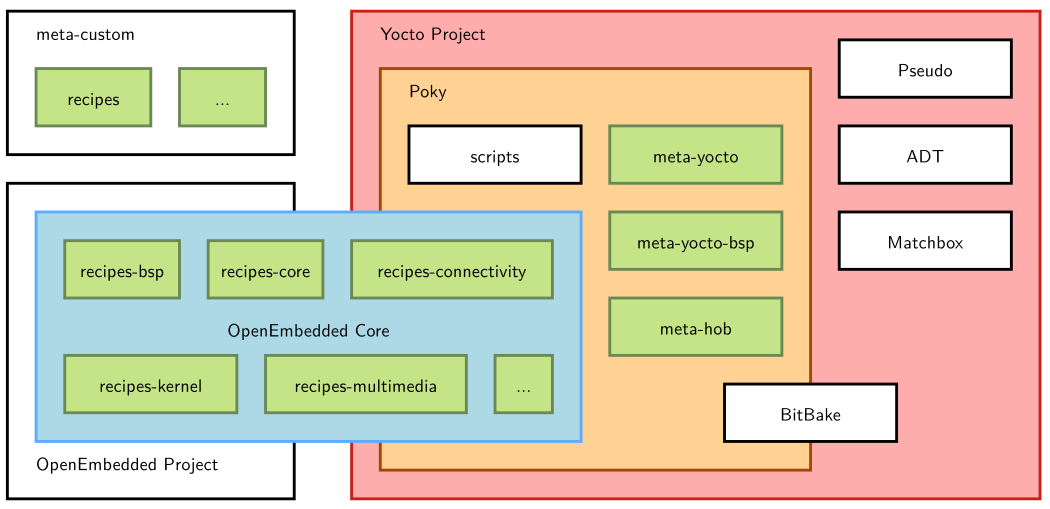 meta-custom
recipes
...
Yocto Project
Pseudo
Poky
scripts
meta-yocto
ADT
meta-yocto-bsp
Matchbox
recipes-bsp
recipes-core
recipes-connectivity
OpenEmbedded Core
meta-hob
recipes-kernel
recipes-multimedia
...
BitBake
OpenEmbedded Project